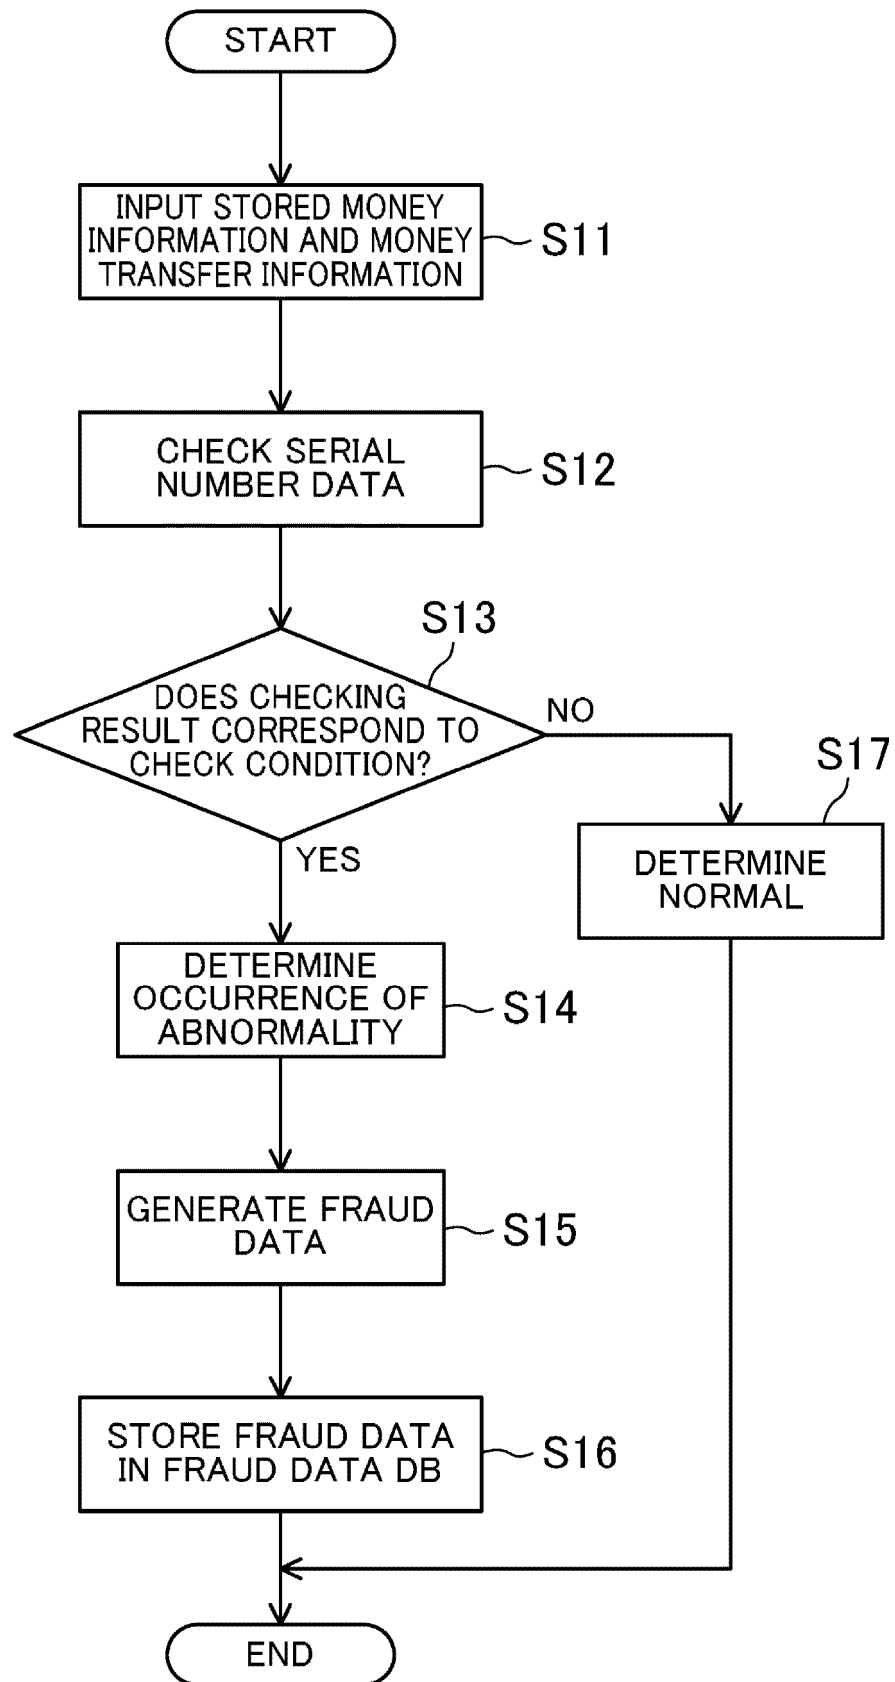 START
INPUT STORED MONEY
INFORMATION AND MONEY
TRANSFER INFORMATION
S11
CHECK SERIAL
NUMBER DATA
S12
S13
DOES CHECKING
RESULT CORRESPOND TO
CHECK CONDITION?
NO
YES
S17
DETERMINE
NORMAL
DETERMINE
OCCURRENCE OF
ABNORMALITY
S14
GENERATE FRAUD
DATA
S15
STORE FRAUD DATA
IN FRAUD DATA DB
S16
END